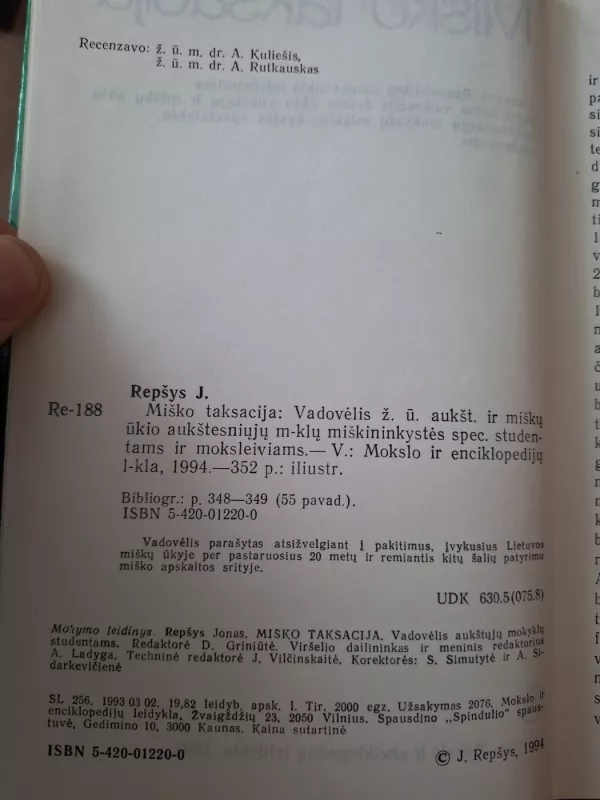 Miško taksacija
Recenzavo: ž. ū. m. dr. A. Kuliešis,
ž. ū. m. dr. A. Rutkauskas
Repšys J.
Re-188
Miško taksacija: Vadovėlis ž. ū. aukšt. ir miškų
ūkio aukštesniųjų m-klų miškininkystės spec. studen-
tams ir moksleiviams.— V.: Mokslo ir enciklopedijų
l-kla, 1994.—352 p.: iliustr.
Bibliogr.: p. 348—349 (55 pavad.).
ISBN 5-420-01220-0
Vadovėlis parašytas atsižvelgiant į pakitimus, įvykusius Lietuvos
miškų ūkyje per pastaruosius 20 metų ir remiantis kitų šalių patyrimu
miško apskaitos srityje.
UDK 630.5(075.8)
Mokymo leidinys. Repšys Jonas. MIŠKO TAKSACIJA. Vadovėlis aukštųjų mokyklų
studentams. Redaktorė D. Griniūtė. Viršelio dailininkas ir meninis redaktorius
A. Ladyga. Techninė redaktorė J. Vilčinskaitė. Korektorės: S. Simutytė ir A. Si-
darkevičienė
SL 256. 1993 03 02. 19,82 leidyb. apsk. l. Tir. 2000 egz. Užsakymas 2076. Mokslo ir
enciklopedijų leidykla, Žvaigždžių 23, 2050 Vilnius. Spausdino „Spindulio" spaus-
tuvė, Gedimino 10, 3000 Kaunas. Kaina sutartinė
ISBN 5-420-01220-0
© J. Repšys, 1994